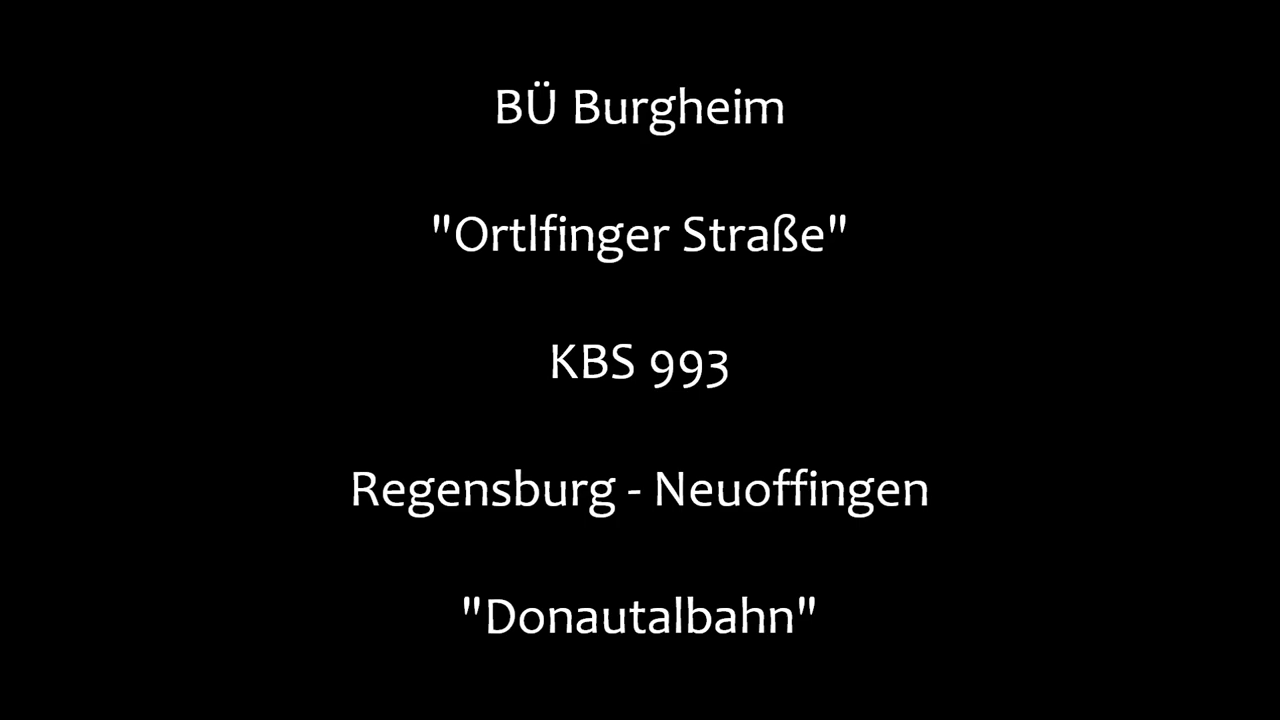 BÜ Burgheim
"Ortlfinger Straße"
KBS 993
Regensburg - Neuoffingen
"Donautalbahn"